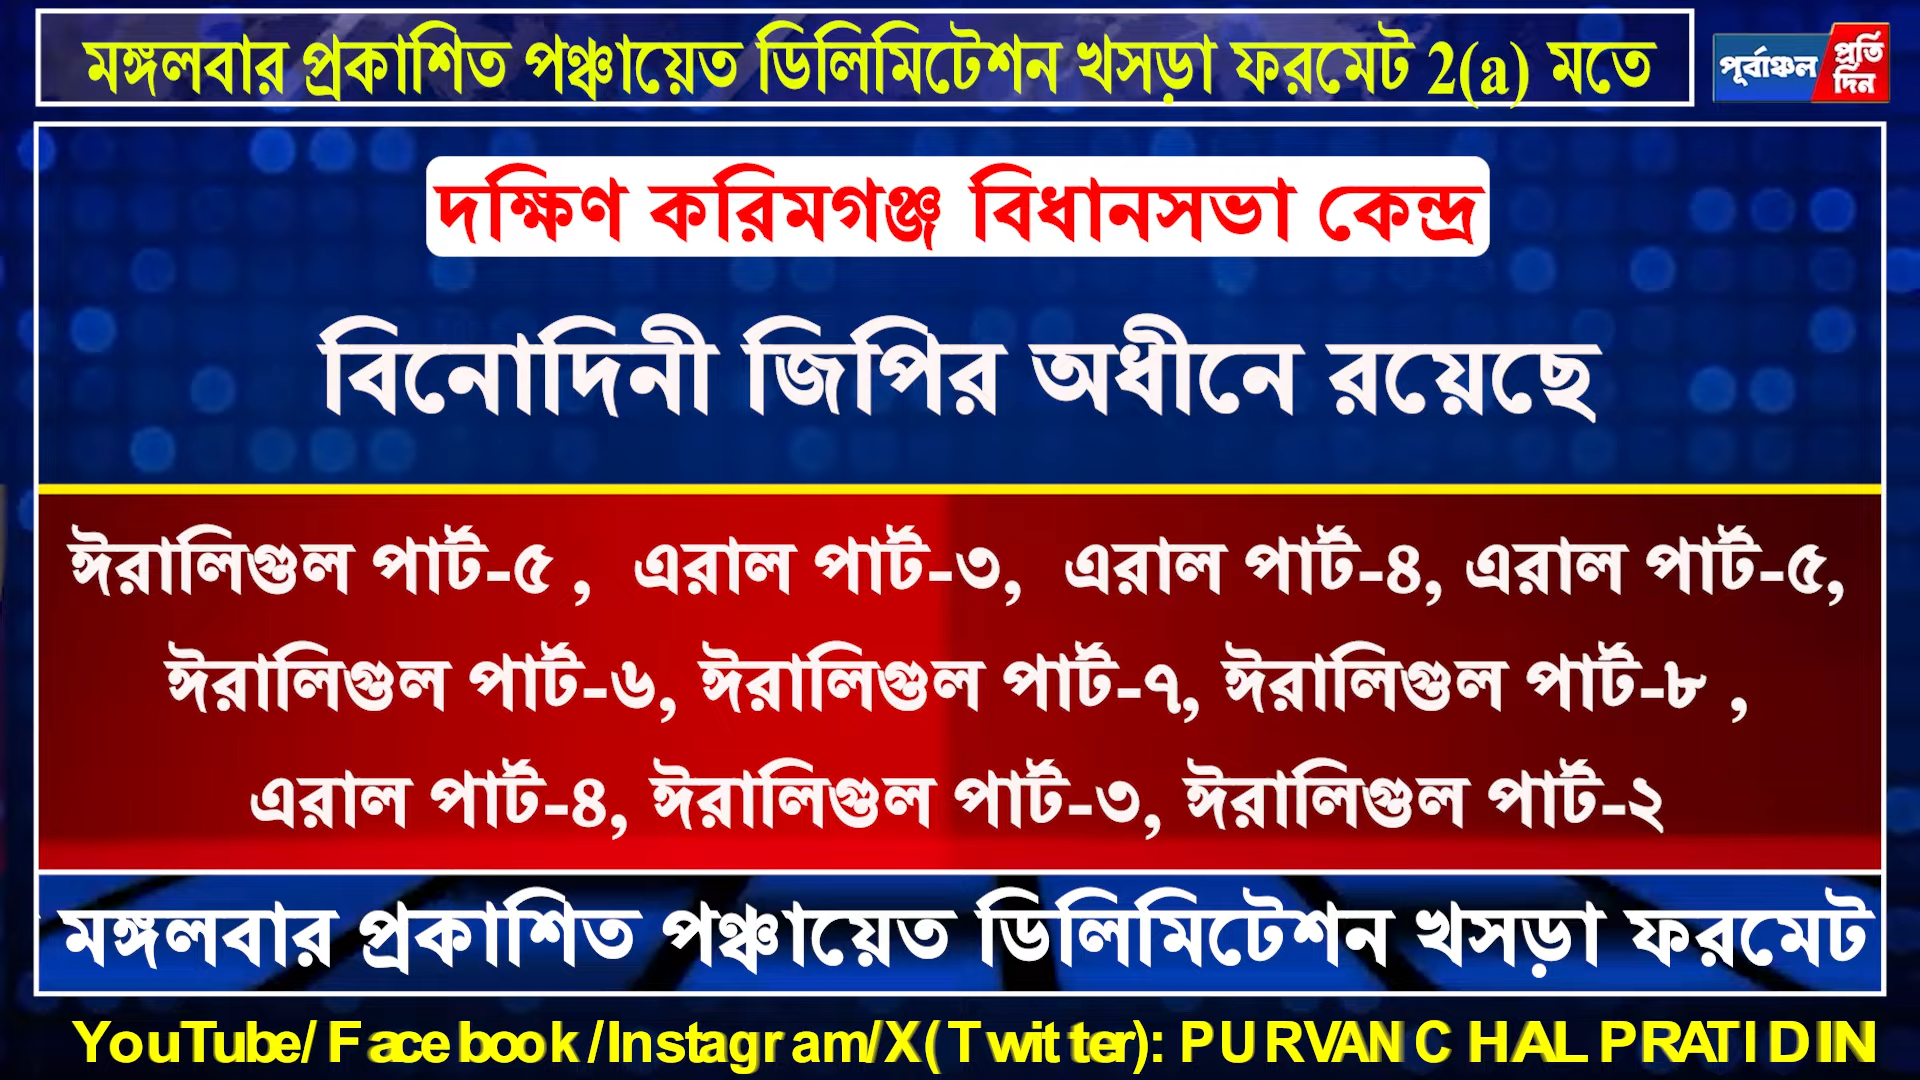 মঙ্গলবার প্রকাশিত পঞ্চায়েত ডিলিমিটেশন খসড়া ফরমেট 2(a) মতে
পূর্বাঞ্চল প্রতি দিন
দক্ষিণ করিমগঞ্জ বিধানসভা কেন্দ্র
বিনোদিনী জিপির অধীনে রয়েছে
ঈরালিগুল পার্ট-৫ , এরাল পার্ট-৩, এরাল পার্ট-৪, এরাল পার্ট-৫,
ঈরালিগুল পার্ট-৬, ঈরালিগুল পার্ট-৭, ঈরালিগুল পার্ট-৮ ,
এরাল পার্ট-৪, ঈরালিগুল পার্ট-৩, ঈরালিগুল পার্ট-২
মঙ্গলবার প্রকাশিত পঞ্চায়েত ডিলিমিটেশন খসড়া ফরমেট
YouTube/ Facebook /Instagram/X( Twitter): PURVANCHAL PRATIDIN